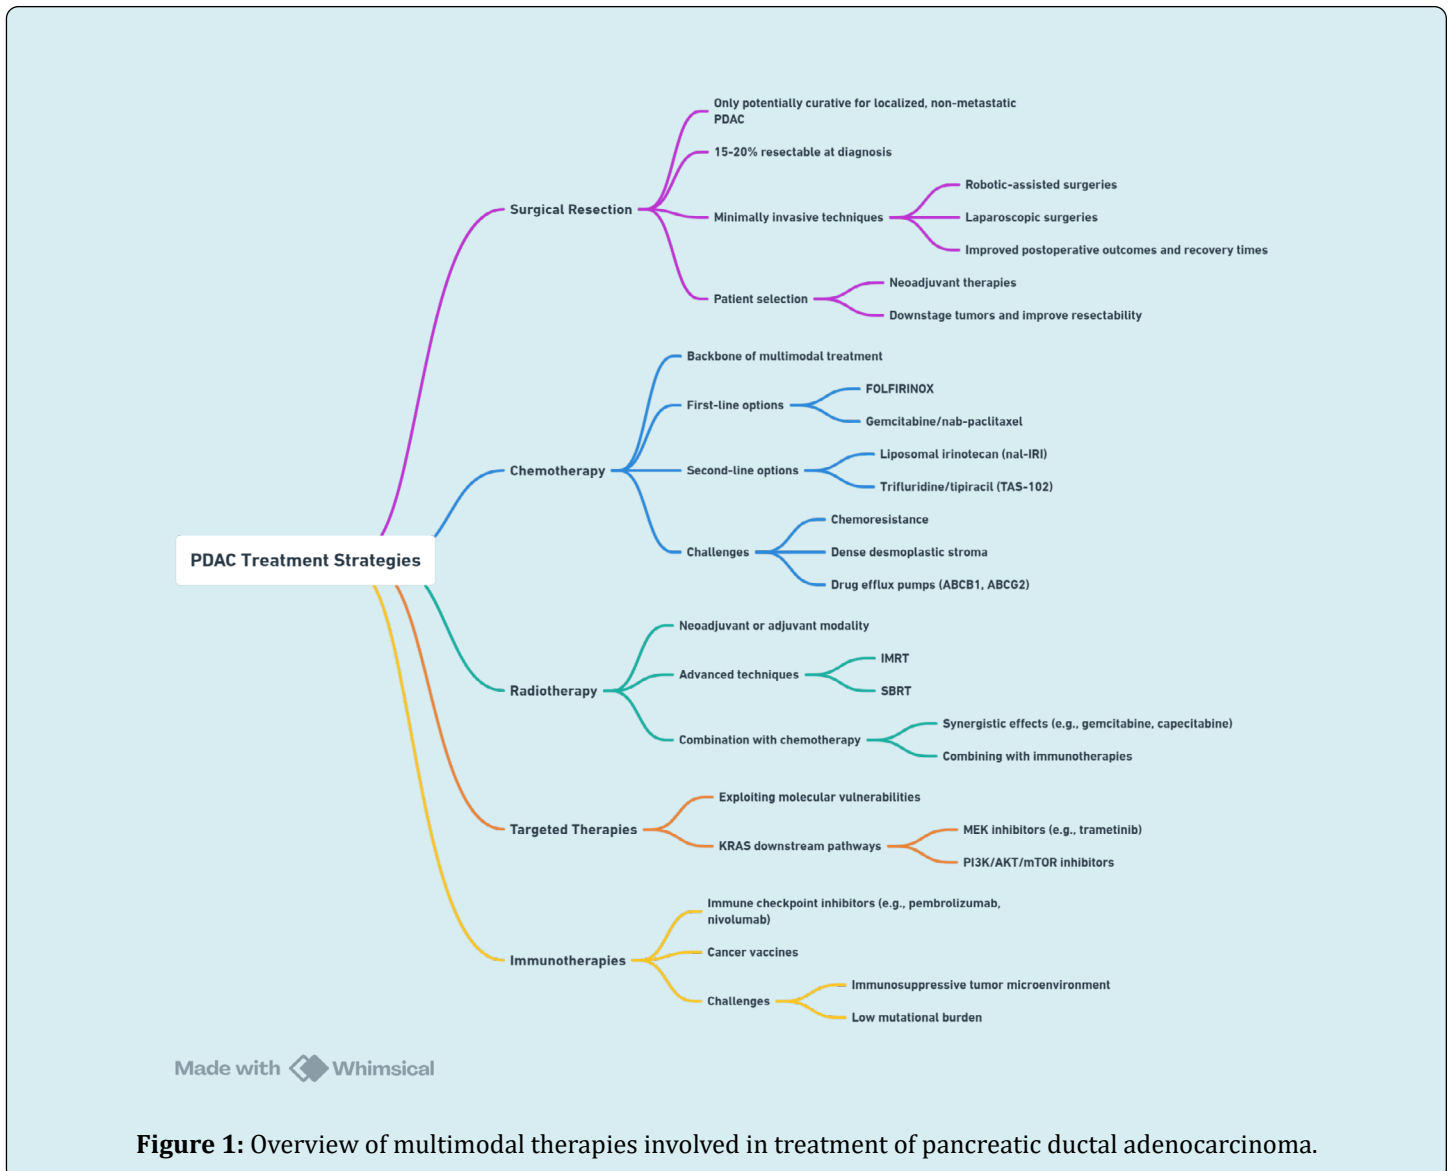 Only potentially curative for localized, non-metastatic
PDAC
15-20% resectable at diagnosis
Surgical Resection
Minimally invasive techniques
Robotic-assisted surgeries
Laparoscopic surgeries
Improved postoperative outcomes and recovery times
Patient selection
Neoadjuvant therapies
Downstage tumors and improve resectability
Backbone of multimodal treatment
First-line options
FOLFIRINOX
Gemcitabine/nab-paclitaxel
Chemotherapy
Second-line options
Liposomal irinotecan (nal-IRI)
Trifluridine/tipiracil (TAS-102)
Challenges
Chemoresistance
Dense desmoplastic stroma
Drug efflux pumps (ABCB1, ABCG2)
PDAC Treatment Strategies
Neoadjuvant or adjuvant modality
Advanced techniques
IMRT
SBRT
Radiotherapy
Combination with chemotherapy
Synergistic effects (e.g., gemcitabine, capecitabine)
Combining with immunotherapies
Exploiting molecular vulnerabilities
Targeted Therapies
KRAS downstream pathways
MEK inhibitors (e.g., trametinib)
PI3K/AKT/mTOR inhibitors
Immune checkpoint inhibitors (e.g., pembrolizumab,
nivolumab)
Cancer vaccines
Immunotherapies
Challenges
Immunosuppressive tumor microenvironment
Low mutational burden
Made with Whimsical
Figure 1: Overview of multimodal therapies involved in treatment of pancreatic ductal adenocarcinoma.